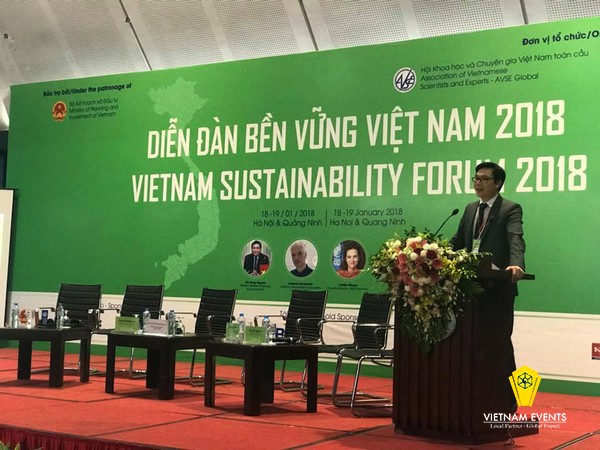 Bảo trợ bởi/Under the patronage of
Bộ Kế hoạch và Đầu tư
Ministry of Planning and
Investment of Vietnam
Đơn vị tổ chức/O
Hội Khoa học và Chuyên gia Việt Nam toàn cầu
Association of Vietnamese
Scientists and Experts - AVSE Global
DIỄN ĐÀN BỀN VỮNG VIỆT NAM 2018
VIETNAM SUSTAINABILITY FORUM 2018
18 -19 / 01 / 2018
Hà Nội & Quảng Ninh
18 -19 January 2018
Ha Noi & Quang Ninh
old Sponso
VIETNAM EVENTS
Local Partner - Global Expert